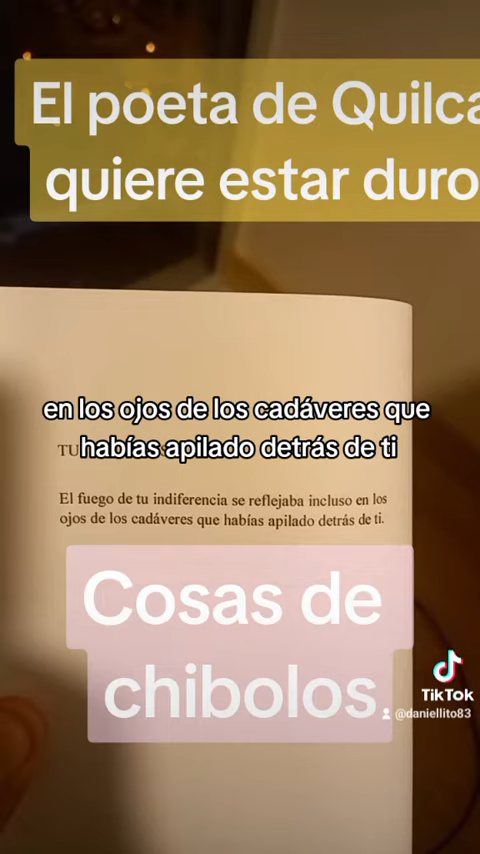 El poeta de Quilca
quiere estar duro
en los ojos de los cadáveres que
habías apilado detrás de ti
TU
El fuego de tu indiferencia se reflejaba incluso en los
ojos de los cadáveres que habías apilado detrás de ti.
Cosas de
chibolos
TikTok
@daniellito83